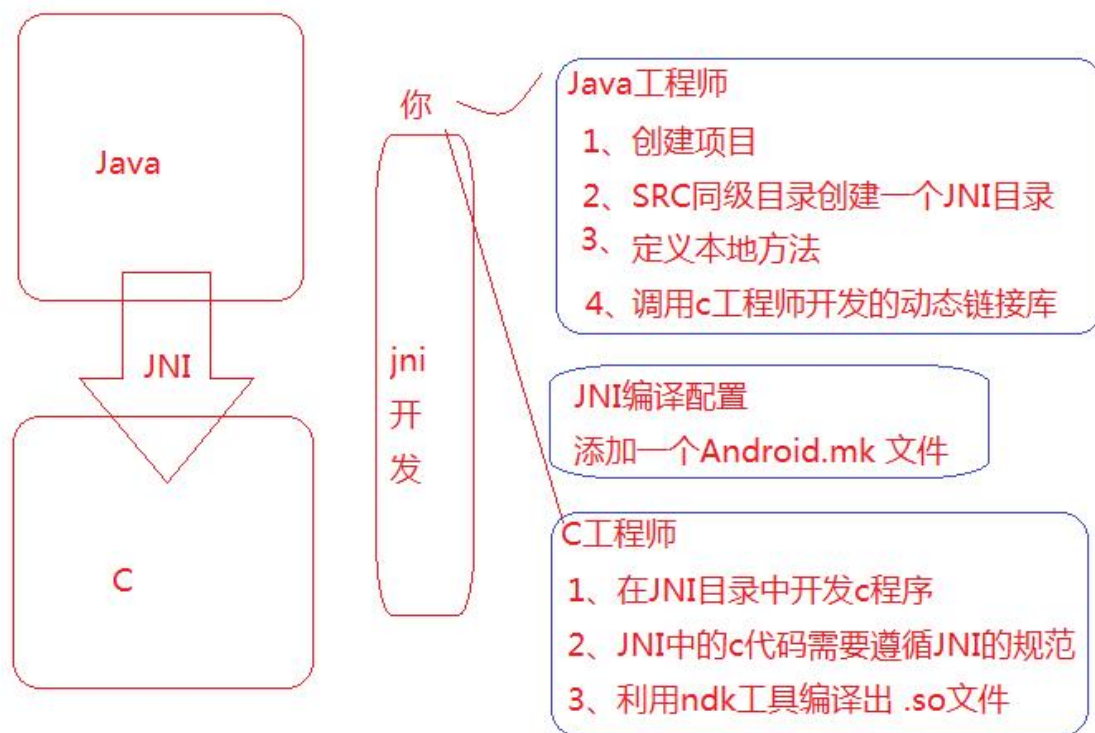 Java
JNI
C
你
jni
开
发
Java工程师
1、创建项目
2、SRC同级目录创建一个JNI目录
3、定义本地方法
4、调用c工程师开发的动态链接库
JNI编译配置
添加一个Android.mk 文件
C工程师
1、在JNI目录中开发c程序
2、JNI中的c代码需要遵循JNI的规范
3、利用ndk工具编译出 .so文件